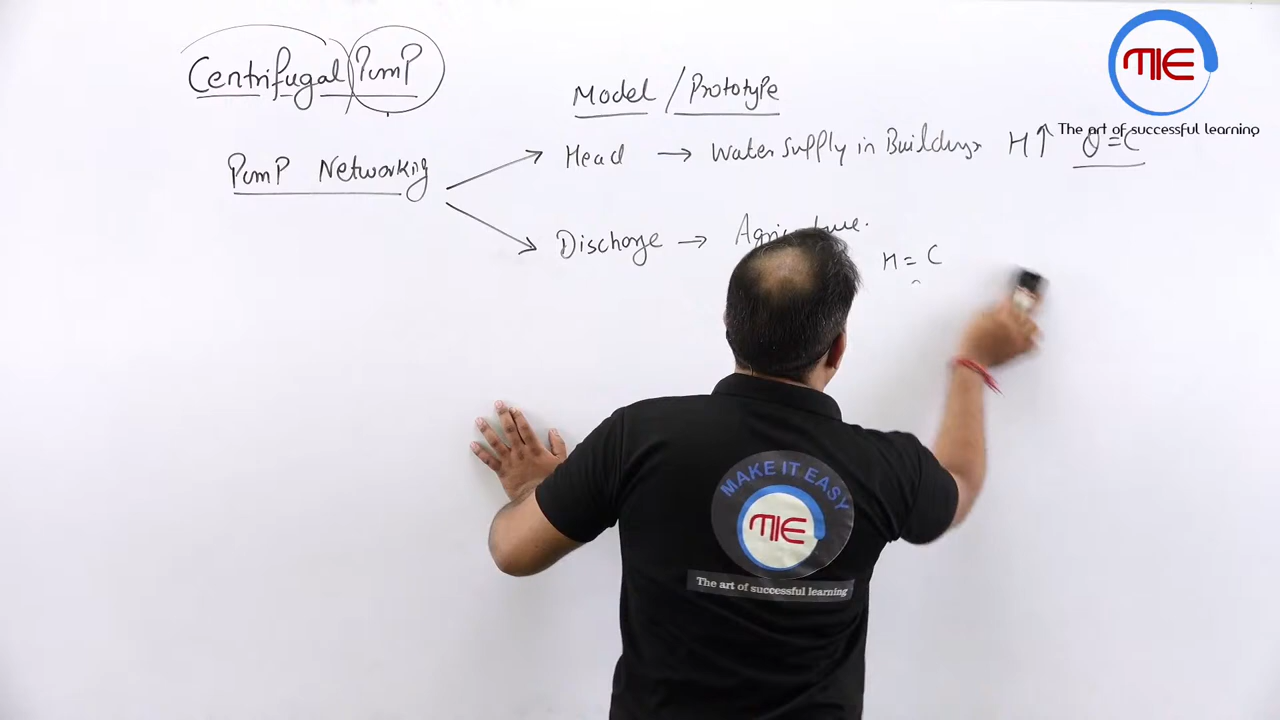 Centrifugal Pump
Model / Prototype
MIE
The art of successful learning
Pump Networking
Head → Water Supply in Buildings H↑ Q=C
Discharge → Agriculture.
H = C
MAKE IT EASY
MIE
The art of successful learning